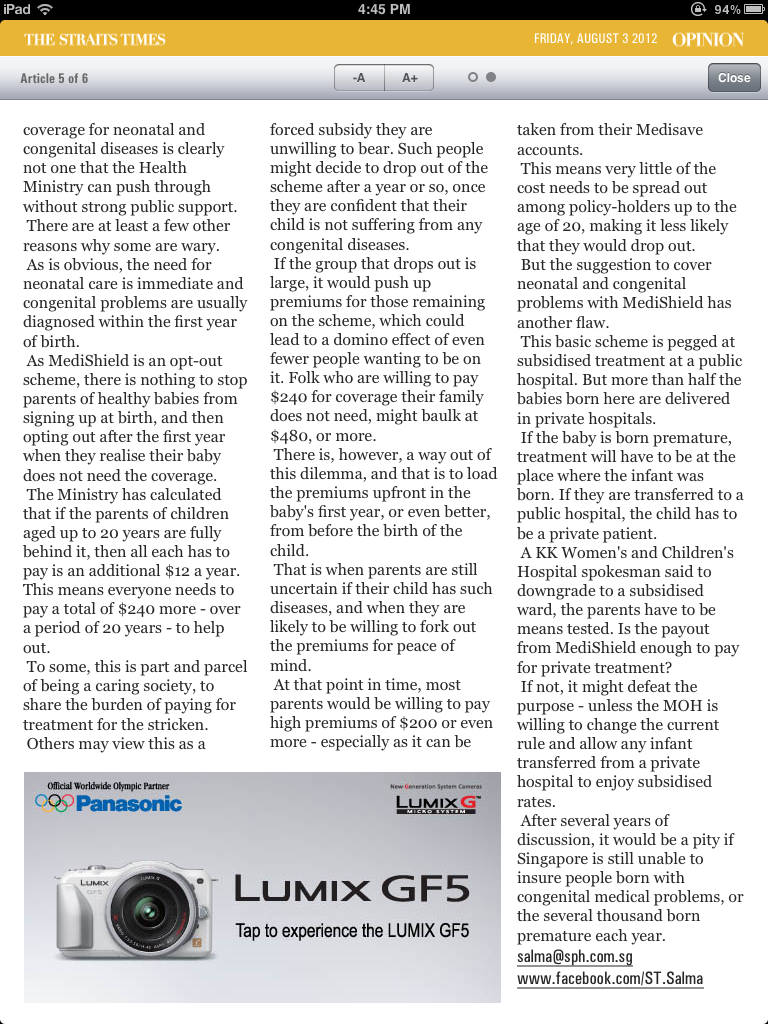 iPad
4:45 PM
94%
THE STRAITS TIMES
FRIDAY, AUGUST 3 2012
OPINION
Article 5 of 6
-A
A+
Close
coverage for neonatal and
congenital diseases is clearly
not one that the Health
Ministry can push through
without strong public support.
There are at least a few other
reasons why some are wary.
As is obvious, the need for
neonatal care is immediate and
congenital problems are usually
diagnosed within the first year
of birth.
As MediShield is an opt-out
scheme, there is nothing to stop
parents of healthy babies from
signing up at birth, and then
opting out after the first year
when they realise their baby
does not need the coverage.
The Ministry has calculated
that if the parents of children
aged up to 20 years are fully
behind it, then all each has to
pay is an additional $12 a year.
This means everyone needs to
pay a total of $240 more - over
a period of 20 years - to help
out.
To some, this is part and parcel
of being a caring society, to
share the burden of paying for
treatment for the stricken.
Others may view this as a
forced subsidy they are
unwilling to bear. Such people
might decide to drop out of the
scheme after a year or so, once
they are confident that their
child is not suffering from any
congenital diseases.
If the group that drops out is
large, it would push up
premiums for those remaining
on the scheme, which could
lead to a domino effect of even
fewer people wanting to be on
it. Folk who are willing to pay
$240 for coverage their family
does not need, might baulk at
$480, or more.
There is, however, a way out of
this dilemma, and that is to load
the premiums upfront in the
baby's first year, or even better,
from before the birth of the
child.
That is when parents are still
uncertain if their child has such
diseases, and when they are
likely to be willing to fork out
the premiums for peace of
mind.
At that point in time, most
parents would be willing to pay
high premiums of $200 or even
more - especially as it can be
taken from their Medisave
accounts.
This means very little of the
cost needs to be spread out
among policy-holders up to the
age of 20, making it less likely
that they would drop out.
But the suggestion to cover
neonatal and congenital
problems with MediShield has
another flaw.
This basic scheme is pegged at
subsidised treatment at a public
hospital. But more than half the
babies born here are delivered
in private hospitals.
If the baby is born premature,
treatment will have to be at the
place where the infant was
born. If they are transferred to a
public hospital, the child has to
be a private patient.
A KK Women's and Children's
Hospital spokesman said to
downgrade to a subsidised
ward, the parents have to be
means tested. Is the payout
from MediShield enough to pay
for private treatment?
If not, it might defeat the
purpose - unless the MOH is
willing to change the current
rule and allow any infant
transferred from a private
hospital to enjoy subsidised
rates.
After several years of
discussion, it would be a pity if
Singapore is still unable to
insure people born with
congenital medical problems, or
the several thousand born
premature each year.
salma@sph.com.sg
www.facebook.com/ST.Salma
Official Worldwide Olympic Partner
Panasonic
New-Generation System Cameras
LUMIX G™
MICRO SYSTEM
LUMIX G
LUMIX
GF5
LUMIX GF5
Tap to experience the LUMIX GF5